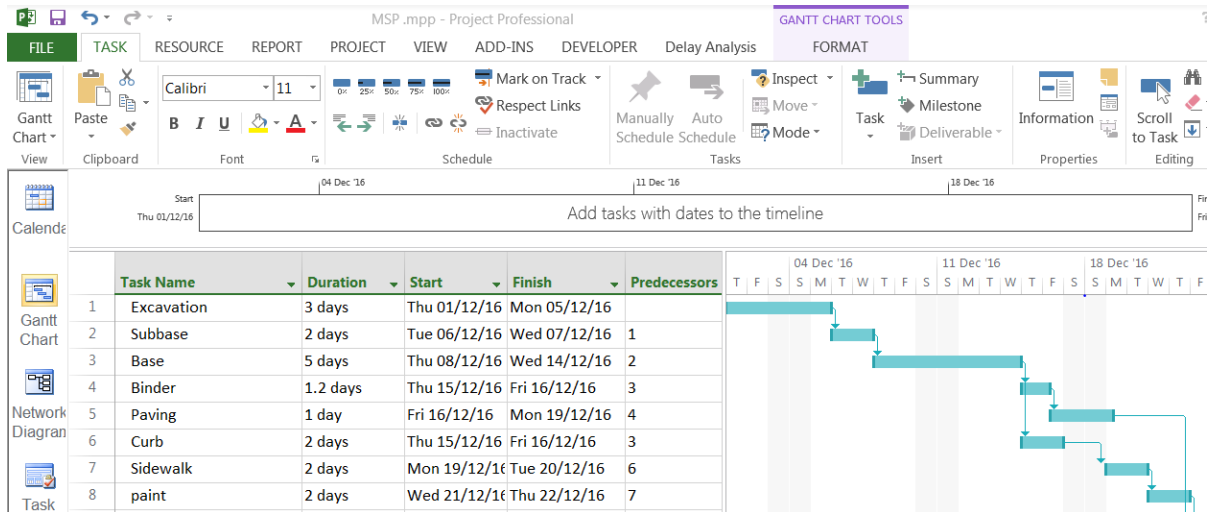 MSP .mpp - Project Professional
GANTT CHART TOOLS
FILE TASK RESOURCE REPORT PROJECT VIEW ADD-INS DEVELOPER Delay Analysis FORMAT
Gantt Chart
Paste
Calibri 11
B I U A
0% 25% 50% 75% 100%
Mark on Track
Respect Links
Inactivate
Manually Schedule
Auto Schedule
Inspect
Move
Mode
Task
Summary
Milestone
Deliverable
Information
Scroll to Task
View Clipboard Font Schedule Tasks Insert Properties Editing
04 Dec '16 11 Dec '16 18 Dec '16
Start
Thu 01/12/16
Add tasks with dates to the timeline
Gantt Chart
Network
Task
Task Name Duration Start Finish Predecessors
04 Dec '16 11 Dec '16 18 Dec '16
T F S S M T W T F S S M T W T F S S M T W T F
1 Excavation 3 days Thu 01/12/16 Mon 05/12/16
2 Subbase 2 days Tue 06/12/16 Wed 07/12/16 1
3 Base 5 days Thu 08/12/16 Wed 14/12/16 2
4 Binder 1.2 days Thu 15/12/16 Fri 16/12/16 3
5 Paving 1 day Fri 16/12/16 Mon 19/12/16 4
6 Curb 2 days Thu 15/12/16 Fri 16/12/16 3
7 Sidewalk 2 days Mon 19/12/16 Tue 20/12/16 6
8 paint 2 days Wed 21/12/16 Thu 22/12/16 7